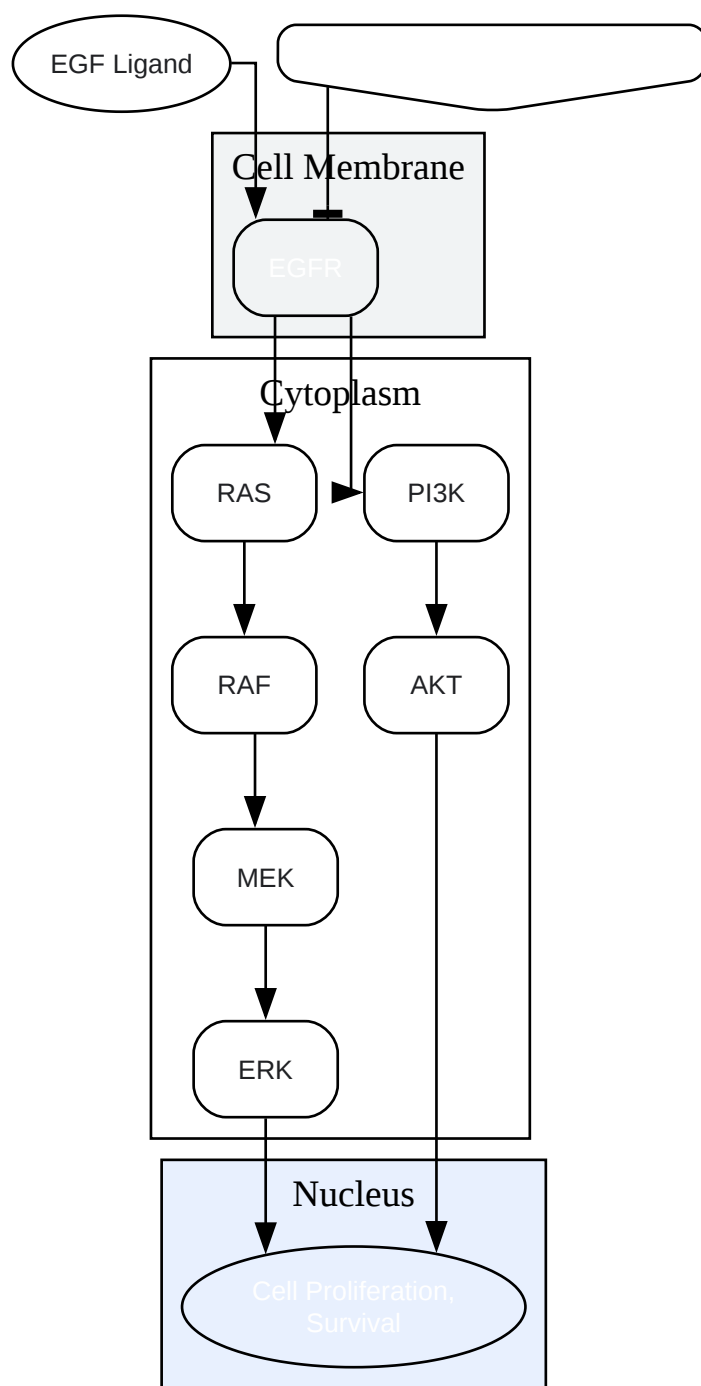 EGF Ligand
Cell Membrane
EGFR
Cytoplasm
RAS
PI3K
RAF
AKT
MEK
ERK
Nucleus
Cell Proliferation,
Survival